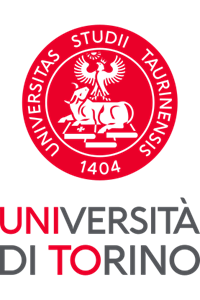 UNIVERSITAS STUDII TAURINENSIS
1404
UNIVERSITÀ
DI TORINO